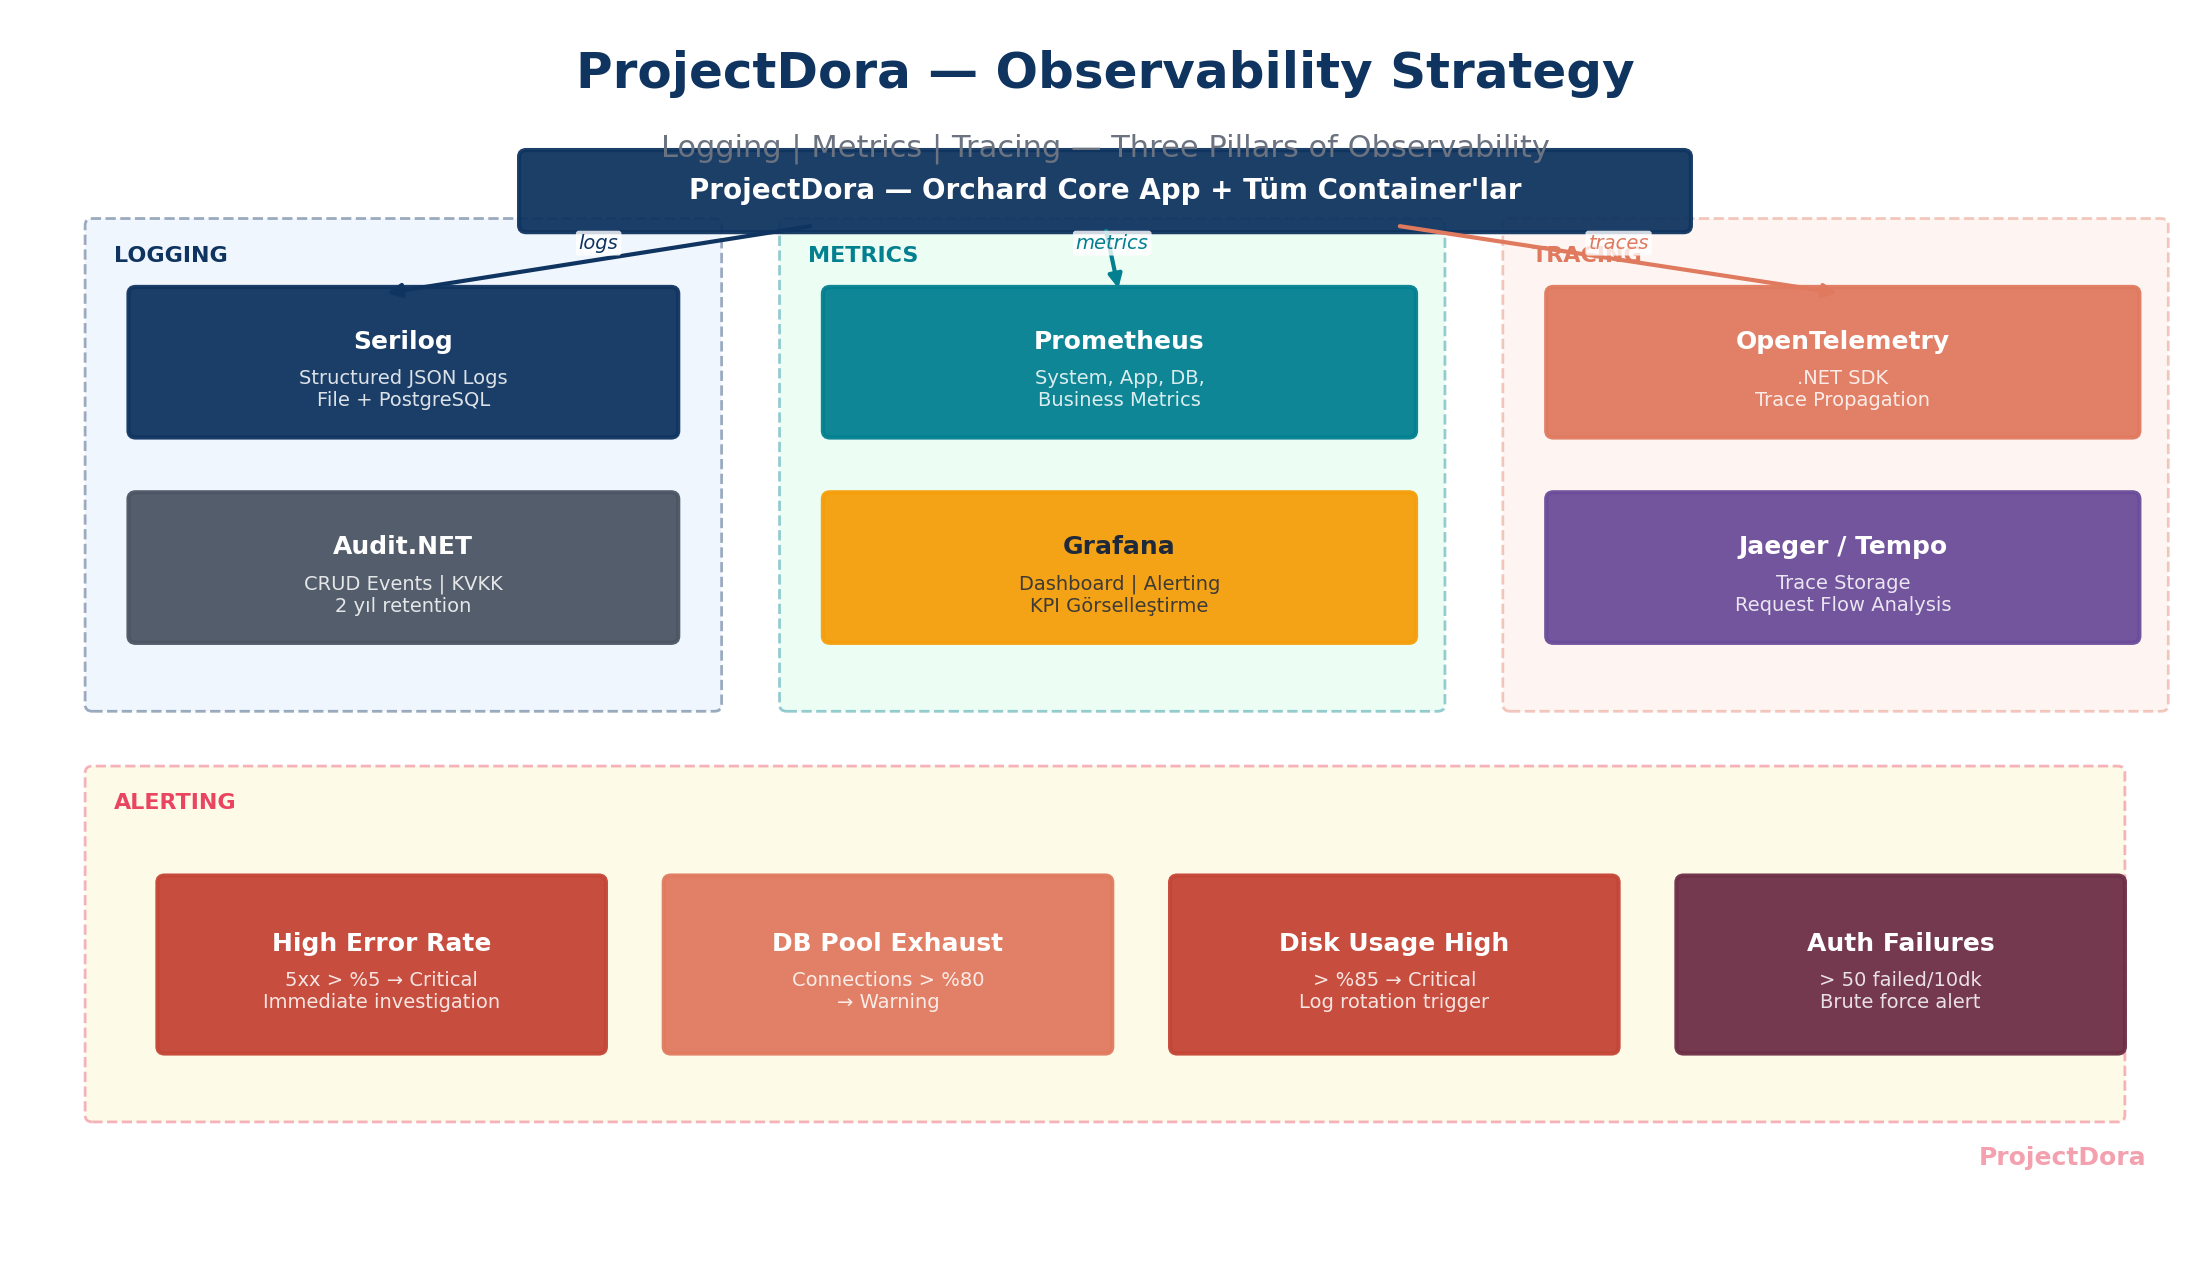 ProjectDora — Observability Strategy
Logging | Metrics | Tracing — Three Pillars of Observability
ProjectDora — Orchard Core App + Tüm Container'lar
logs
metrics
traces
LOGGING
METRICS
TRACING
Serilog
Structured JSON Logs
File + PostgreSQL
Prometheus
System, App, DB,
Business Metrics
OpenTelemetry
.NET SDK
Trace Propagation
Audit.NET
CRUD Events | KVKK
2 yıl retention
Grafana
Dashboard | Alerting
KPI Görselleştirme
Jaeger / Tempo
Trace Storage
Request Flow Analysis
ALERTING
High Error Rate
5xx > %5 → Critical
Immediate investigation
DB Pool Exhaust
Connections > %80
→ Warning
Disk Usage High
> %85 → Critical
Log rotation trigger
Auth Failures
> 50 failed/10dk
Brute force alert
ProjectDora